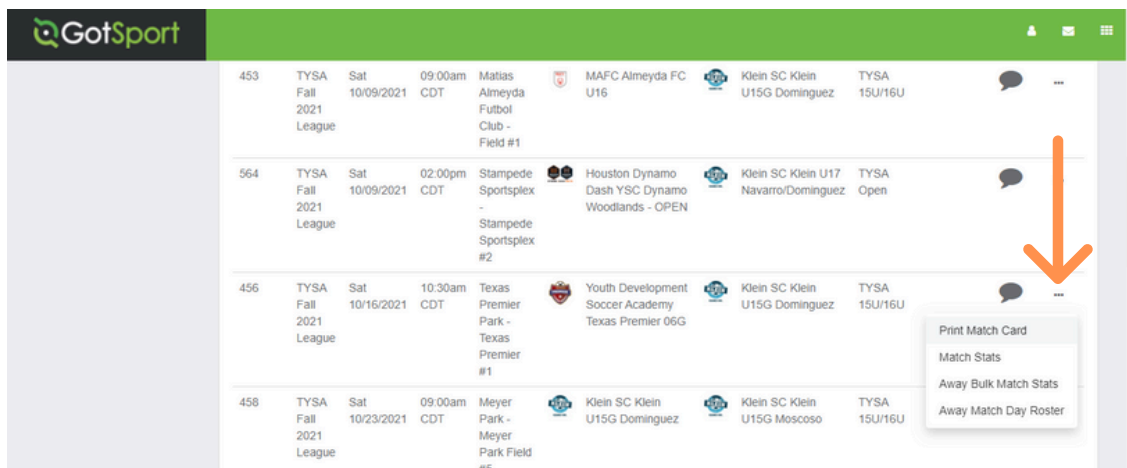 GotSport
453 TYSA Sat 09:00am Matias MAFC Almeyda FC Klein SC Klein TYSA
Fall 10/09/2021 CDT Almeyda U16 U15G Dominguez 15U/16U
2021 Futbol
League Club -
Field #1
564 TYSA Sat 02:00pm Stampede Houston Dynamo Klein SC Klein U17 TYSA
Fall 10/09/2021 CDT Sportsplex Dash YSC Dynamo Navarro/Dominguez Open
2021 - Woodlands - OPEN
League Stampede
Sportsplex
#2
456 TYSA Sat 10:30am Texas Youth Development Klein SC Klein TYSA
Fall 10/16/2021 CDT Premier Soccer Academy U15G Dominguez 15U/16U
2021 Park - Texas Premier 06G
League Texas
Premier
#1
Print Match Card
Match Stats
Away Bulk Match Stats
Away Match Day Roster
458 TYSA Sat 09:00am Meyer Klein SC Klein Klein SC Klein TYSA
Fall 10/23/2021 CDT Park - U15G Dominguez U15G Moscoso 15U/16U
2021 Meyer
League Park Field